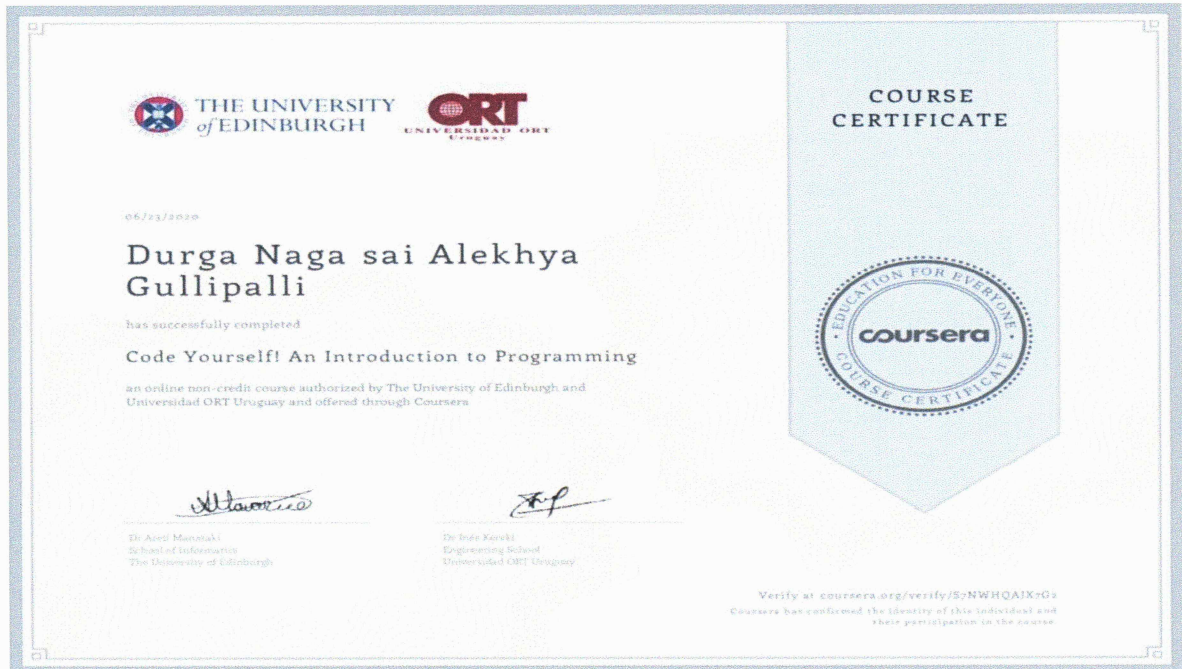 THE UNIVERSITY
of EDINBURGH
ORT
UNIVERSIDAD ORT
Uruguay
06/23/2020
Durga Naga sai Alekhya
Gullipalli
has successfully completed
Code Yourself! An Introduction to Programming
an online non-credit course authorized by The University of Edinburgh and
Universidad ORT Uruguay and offered through Coursera
Dr Areti Manataki
School of Informatics
The University of Edinburgh
Dr Inés Kereki
Engineering School
Universidad ORT Uruguay
COURSE
CERTIFICATE
EDUCATION FOR EVERYONE
coursera
COURSE CERTIFICATE
Verify at coursera.org/verify/S7NWHQAJX7G2
Coursera has confirmed the identity of this individual and
their participation in the course.